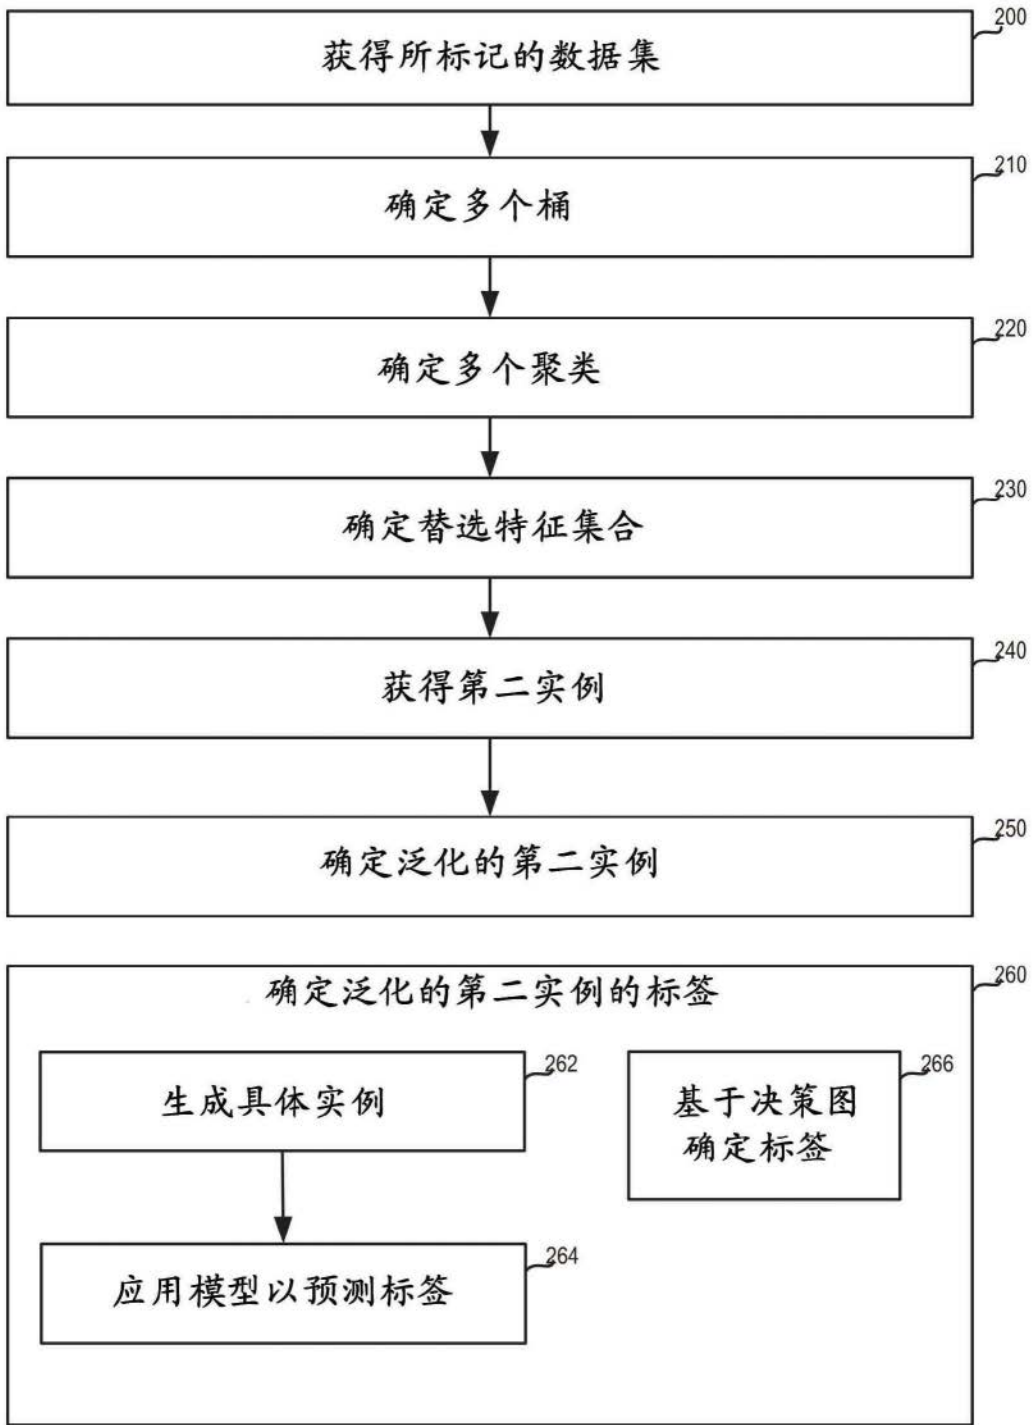 200
获得所标记的数据集
210
确定多个桶
220
确定多个聚类
230
确定替选特征集合
240
获得第二实例
250
确定泛化的第二实例
260
确定泛化的第二实例的标签
262
生成具体实例
266
基于决策图
确定标签
264
应用模型以预测标签